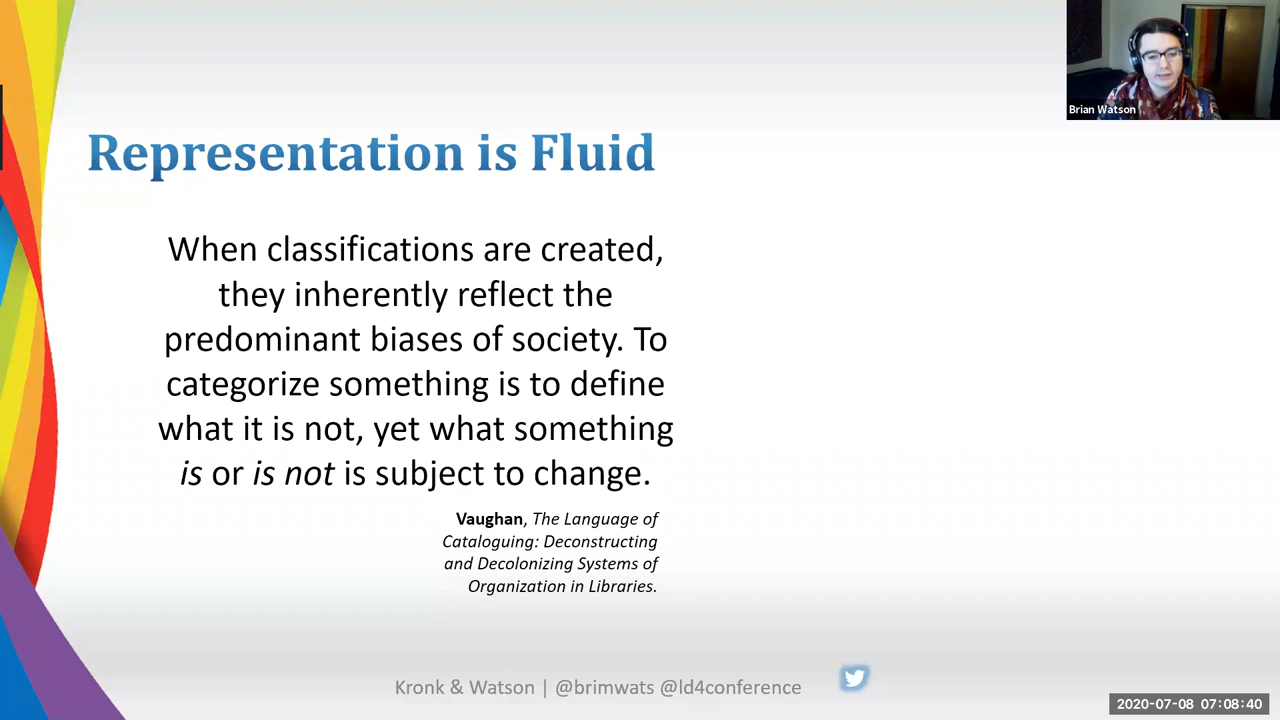 Brian Watson
Representation is Fluid
When classifications are created,
they inherently reflect the
predominant biases of society. To
categorize something is to define
what it is not, yet what something
is or is not is subject to change.
Vaughan, The Language of
Cataloguing: Deconstructing
and Decolonizing Systems of
Organization in Libraries.
Kronk & Watson | @brimwats @ld4conference
2020-07-08 07:08:40